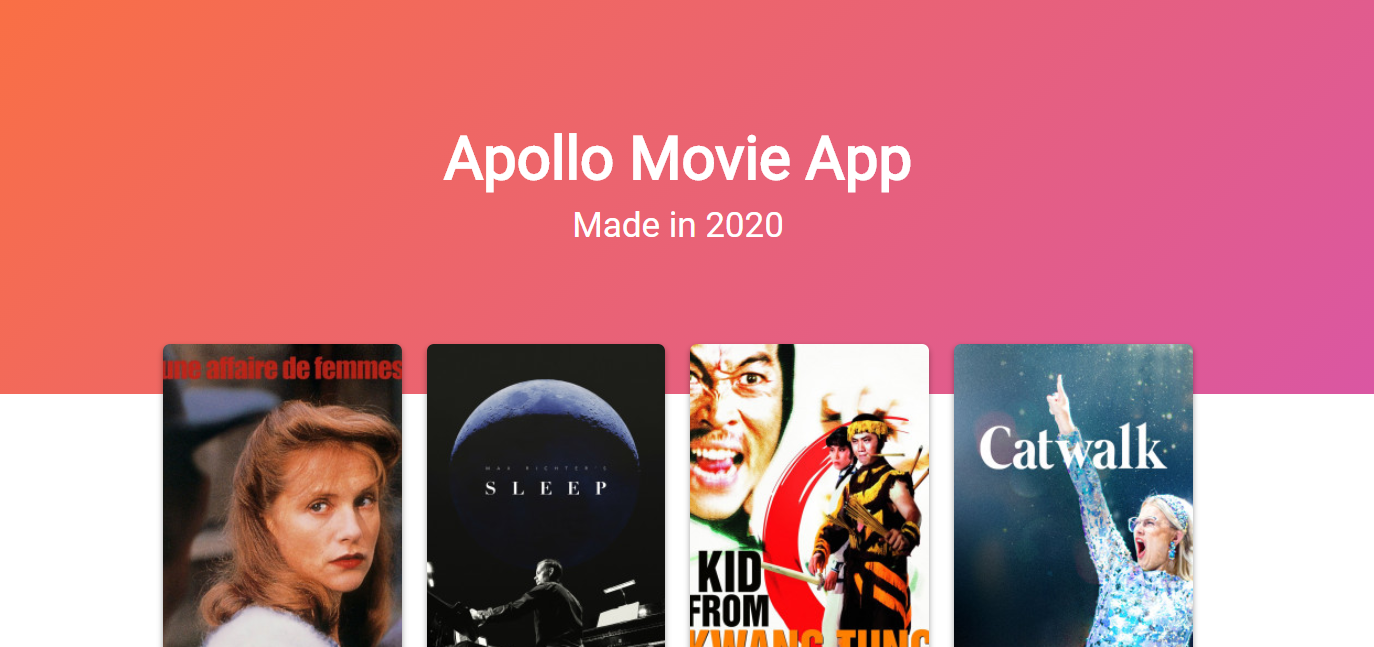 Apollo Movie App
Made in 2020
une affaire de femmes
MAX RICHTER'S
SLEEP
KID
FROM
KWANG TUNG
Catwalk